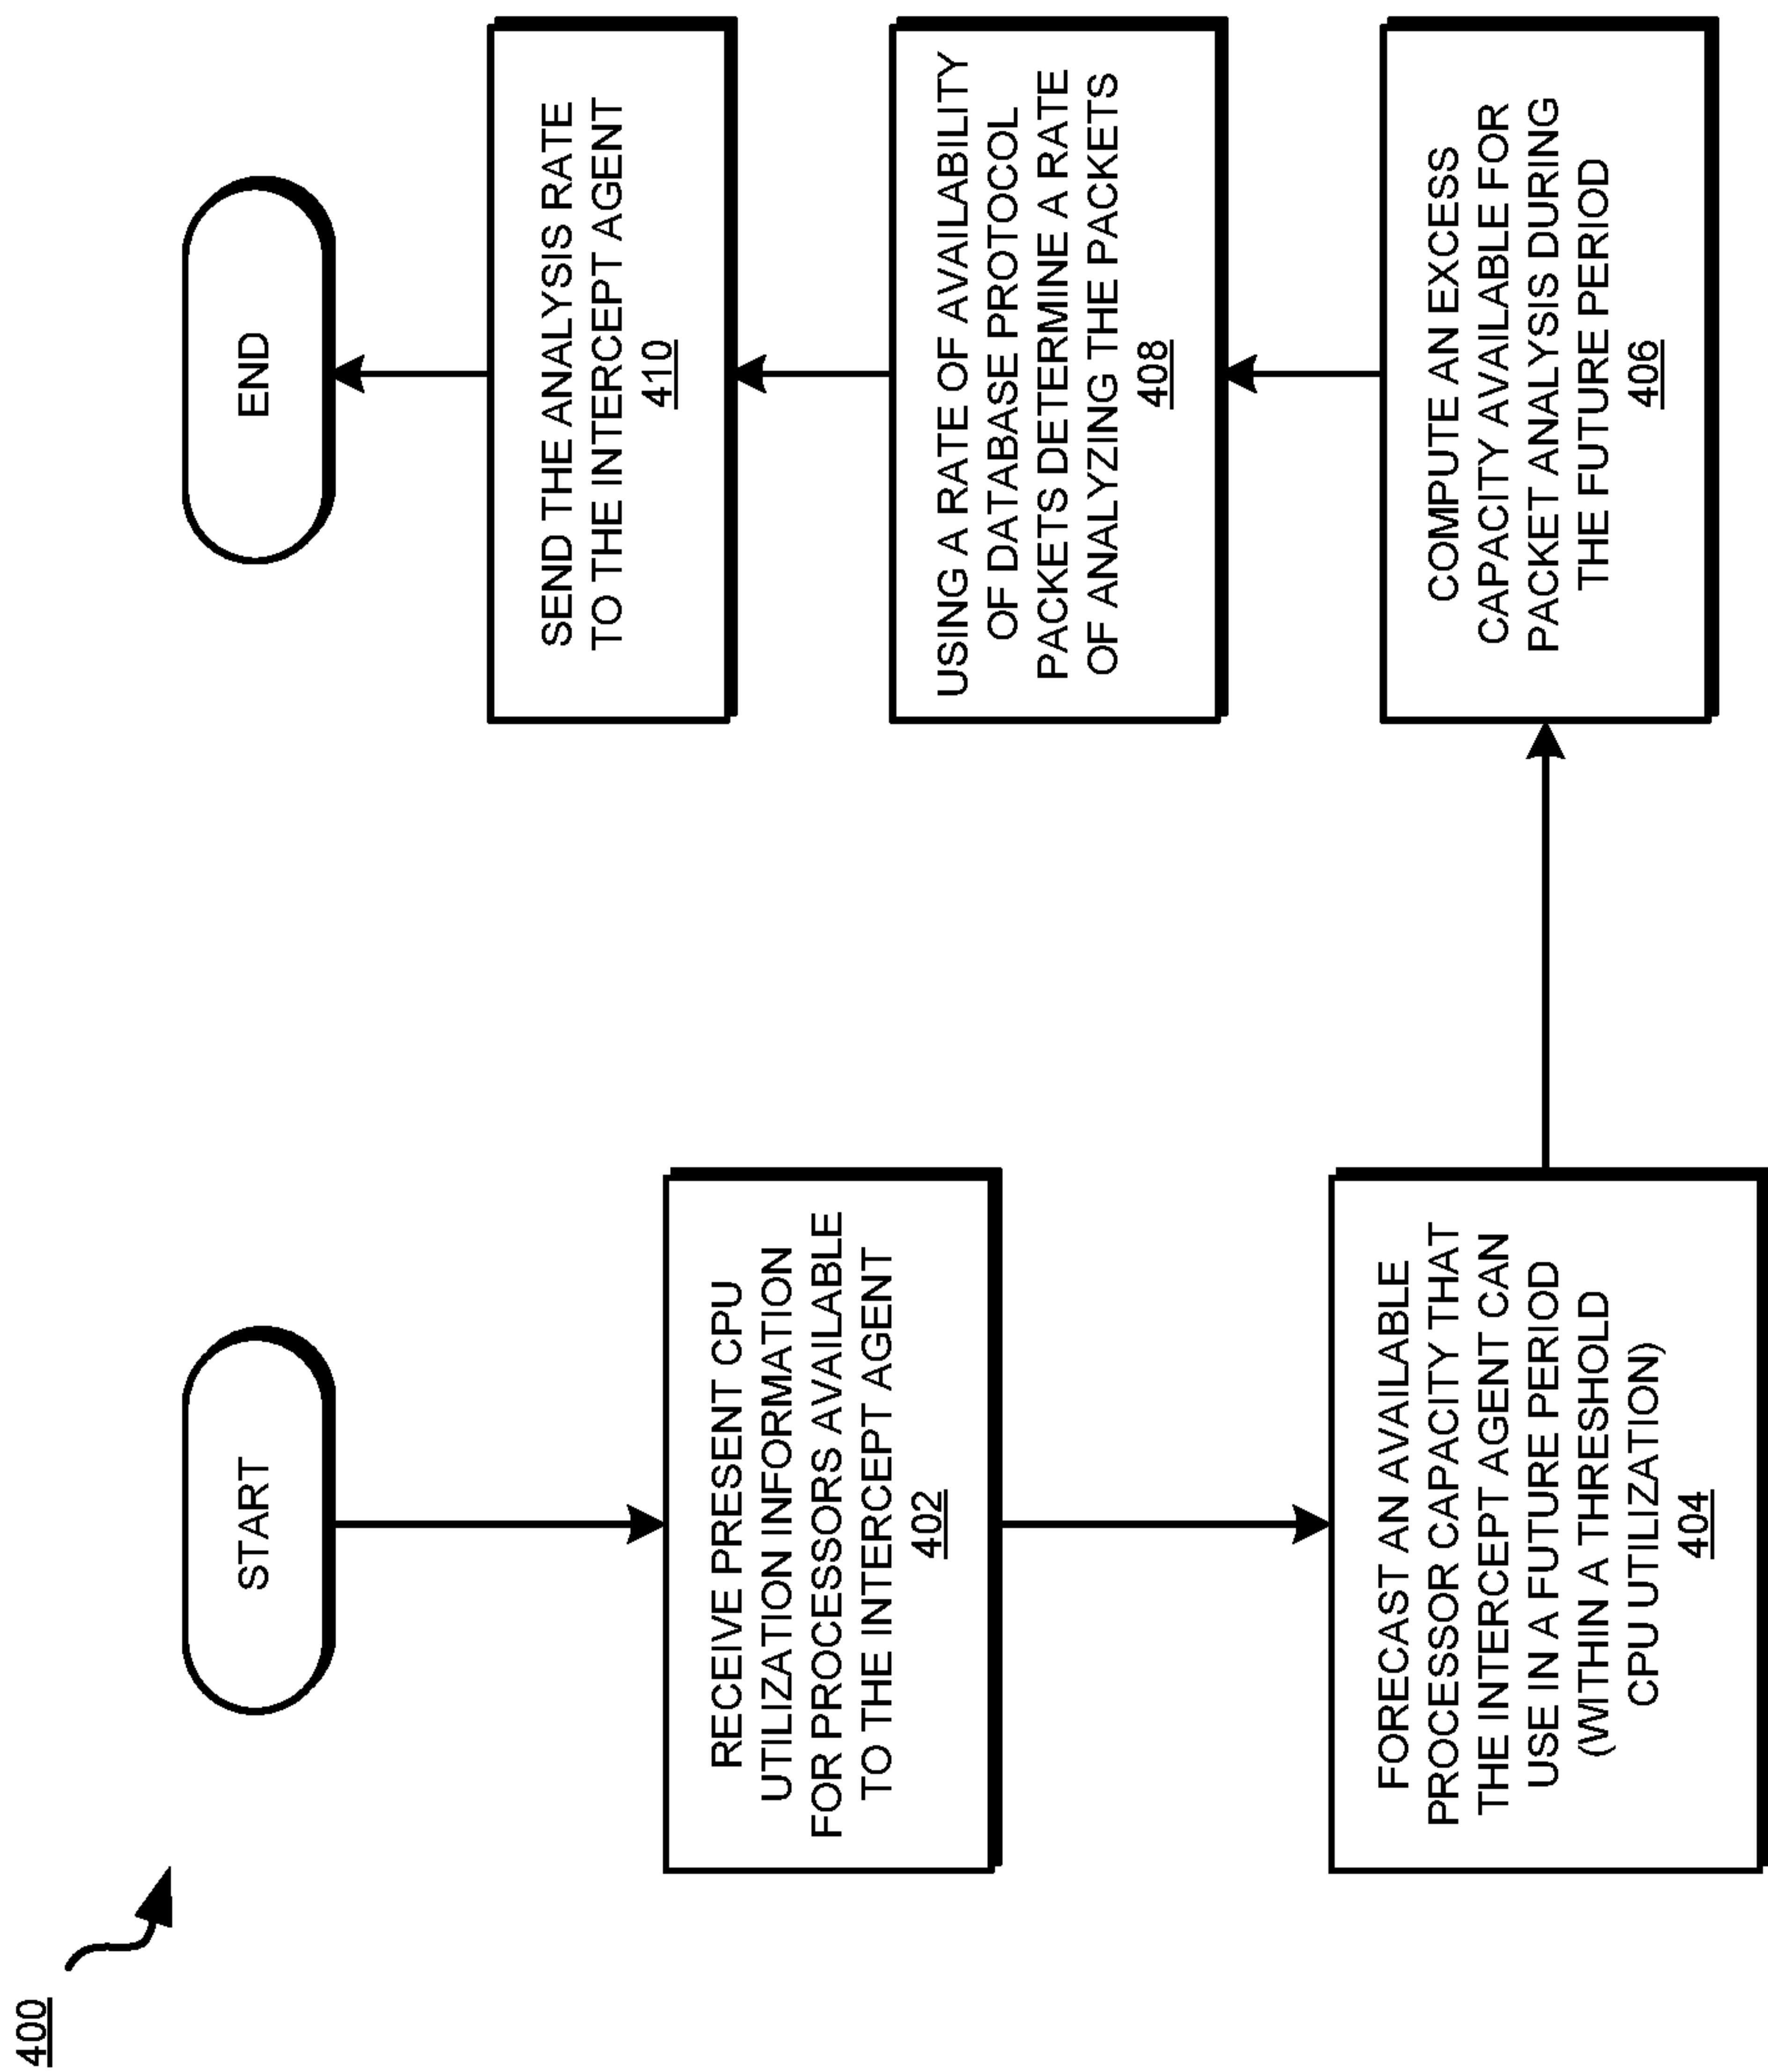 400
START
RECEIVE PRESENT CPU
UTILIZATION INFORMATION
FOR PROCESSORS AVAILABLE
TO THE INTERCEPT AGENT
402
FORECAST AN AVAILABLE
PROCESSOR CAPACITY THAT
THE INTERCEPT AGENT CAN
USE IN A FUTURE PERIOD
(WITHIN A THRESHOLD
CPU UTILIZATION)
404
COMPUTE AN EXCESS
CAPACITY AVAILABLE FOR
PACKET ANALYSIS DURING
THE FUTURE PERIOD
406
USING A RATE OF AVAILABILITY
OF DATABASE PROTOCOL
PACKETS DETERMINE A RATE
OF ANALYZING THE PACKETS
408
SEND THE ANALYSIS RATE
TO THE INTERCEPT AGENT
410
END